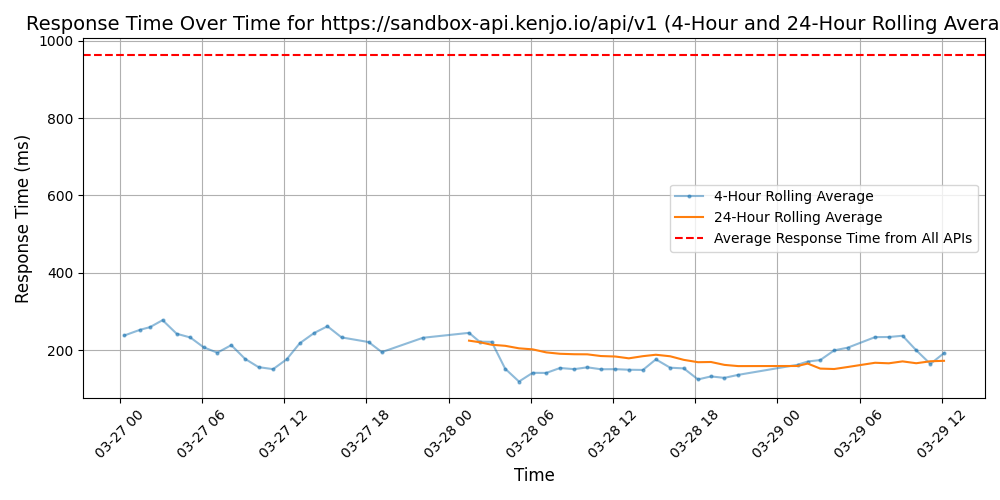 Response Time Over Time for https://sandbox-api.kenjo.io/api/v1 (4-Hour and 24-Hour Rolling Avera
1000
800
600
400
200
Response Time (ms)
4-Hour Rolling Average
24-Hour Rolling Average
Average Response Time from All APIs
03-27 00
03-27 06
03-27 12
03-27 18
03-28 00
03-28 06
03-28 12
03-28 18
03-29 00
03-29 06
03-29 12
Time